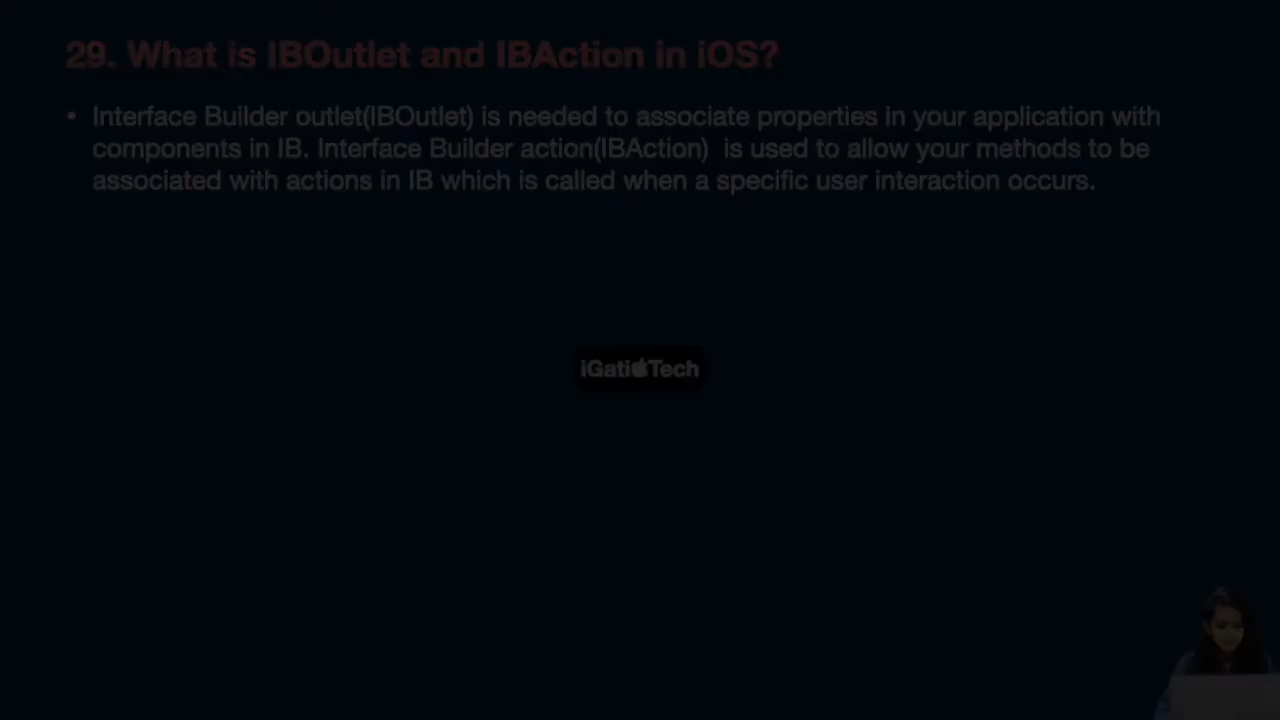 29. What is IBOutlet and IBAction in iOS?
• Interface Builder outlet(IBOutlet) is needed to associate properties in your application with
components in IB. Interface Builder action(IBAction)  is used to allow your methods to be
associated with actions in IB which is called when a specific user interaction occurs.
iGati Tech